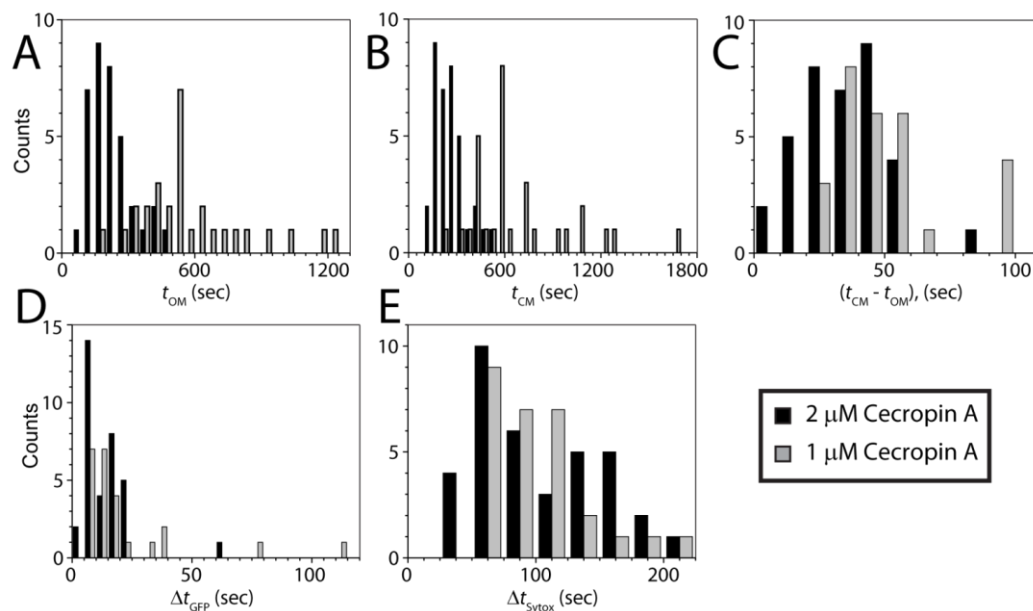 A
B
C
10
5
0
Counts
0
600
1200
t_OM (sec)
10
5
0
0
600
1200
1800
t_CM (sec)
10
5
0
0
50
100
(t_CM - t_OM), (sec)
D
E
15
10
5
0
Counts
0
50
100
Δt_GFP (sec)
10
5
0
100
200
Δt_Sytox (sec)
2 μM Cecropin A
1 μM Cecropin A